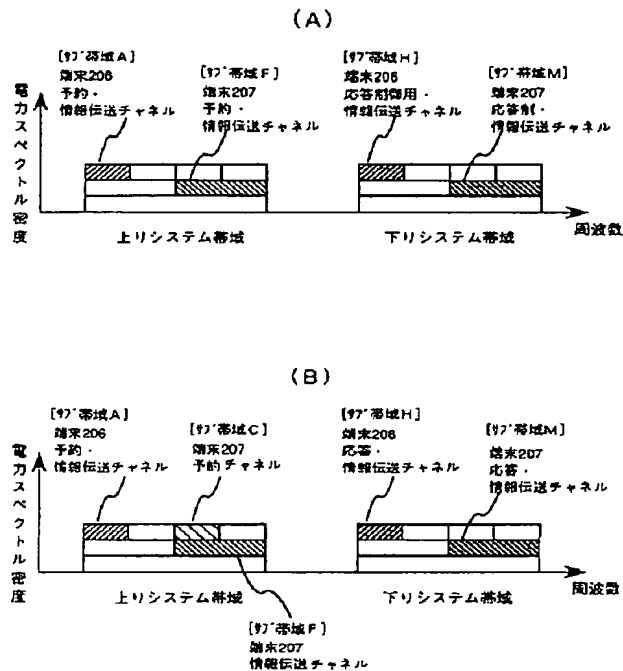 (A)
[サブ帯域A]
端末206
予約・
情報伝送チャネル
[サブ帯域F]
端末207
予約・
情報伝送チャネル
[サブ帯域H]
端末206
応答制御用・
情報伝送チャネル
[サブ帯域M]
端末207
応答制・
情報伝送チャネル
電力スペクトル密度
上りシステム帯域
下りシステム帯域
周波数
(B)
[サブ帯域A]
端末206
予約・
情報伝送チャネル
[サブ帯域C]
端末207
予約チャネル
[サブ帯域H]
端末206
応答・
情報伝送チャネル
[サブ帯域M]
端末207
応答・
情報伝送チャネル
電力スペクトル密度
上りシステム帯域
下りシステム帯域
周波数
[サブ帯域F]
端末207
情報伝送チャネル